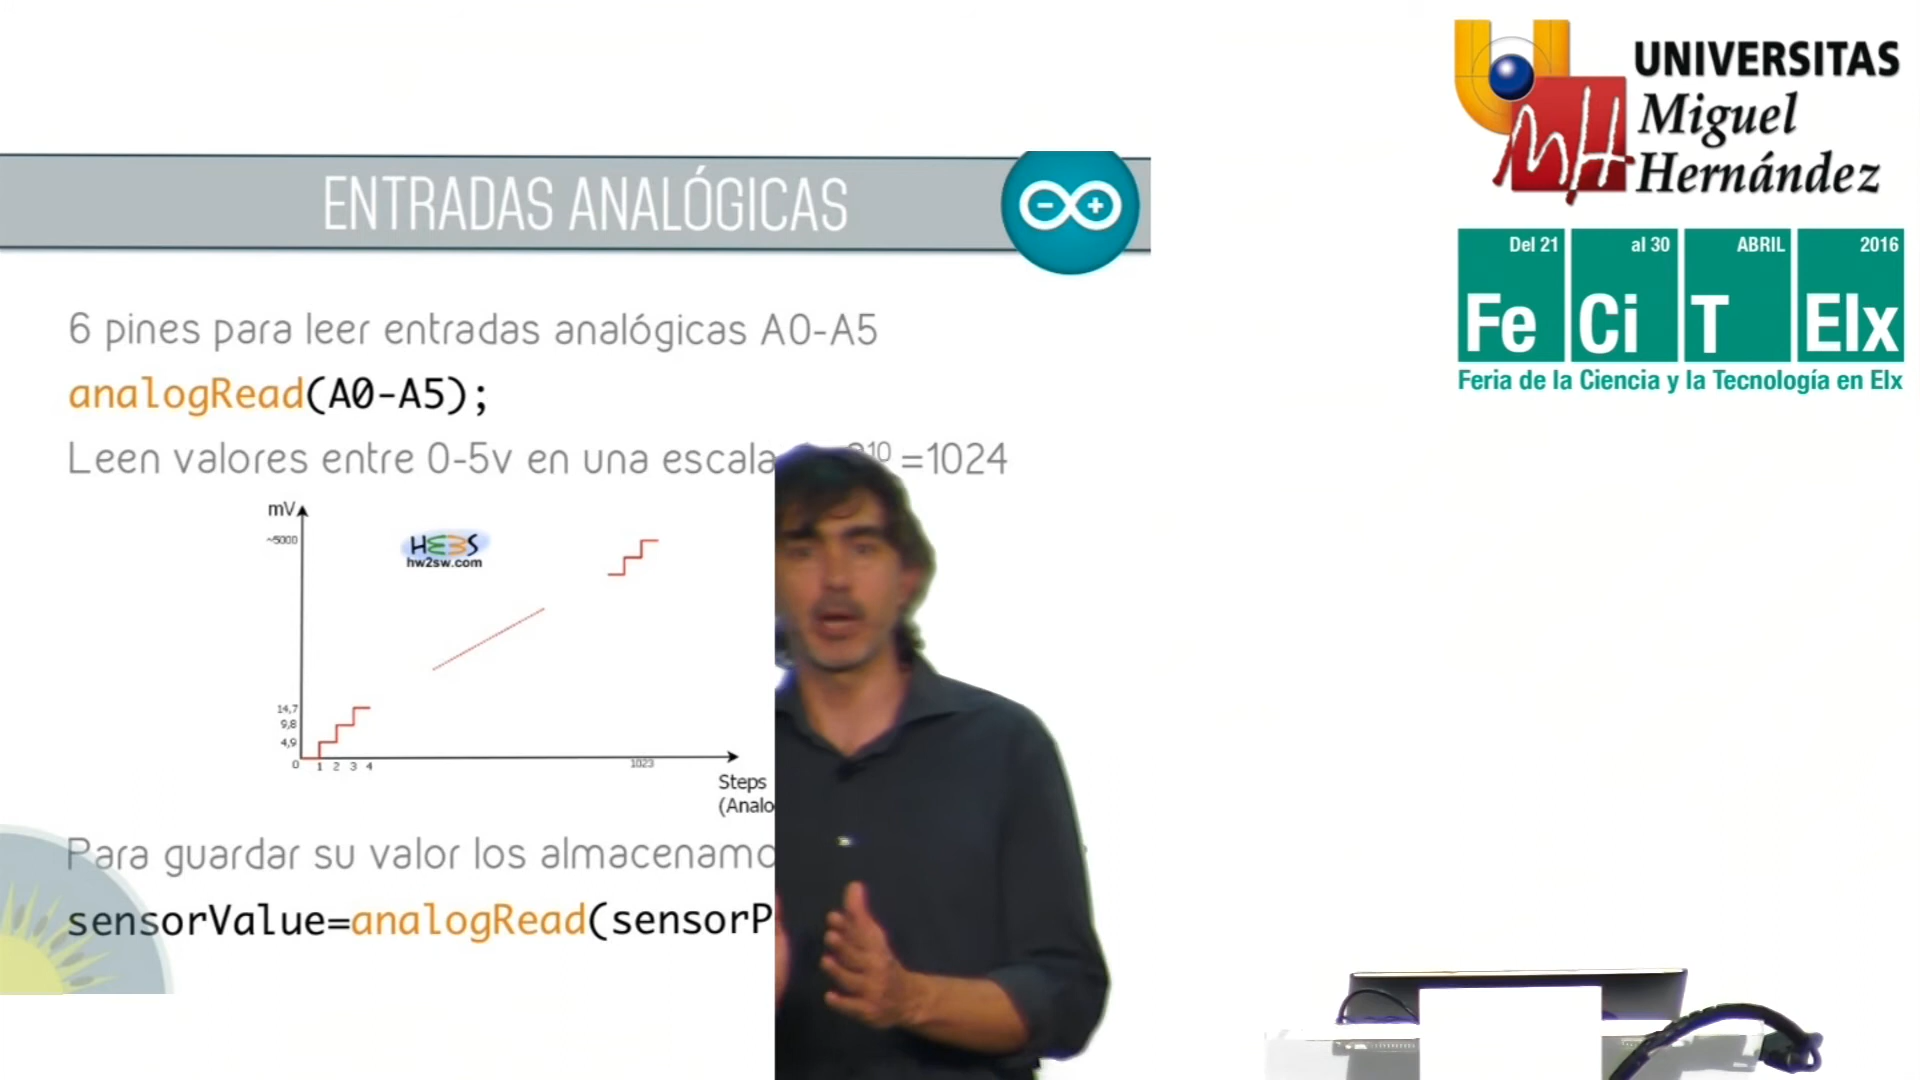 ENTRADAS ANALÓGICAS
6 pines para leer entradas analógicas A0-A5
analogRead(A0-A5);
Leen valores entre 0-5v en una escala 10 =1024
mV
~5000
HEBS
hw2sw.com
14,7
9,8
4,9
0 1 2 3 4 1023
Steps
(Analo
Para guardar su valor los almacenamo
sensorValue=analogRead(sensorP
UNIVERSITAS
Miguel
Hernández
Del 21 al 30 ABRIL 2016
Fe Ci T Elx
Feria de la Ciencia y la Tecnología en Elx